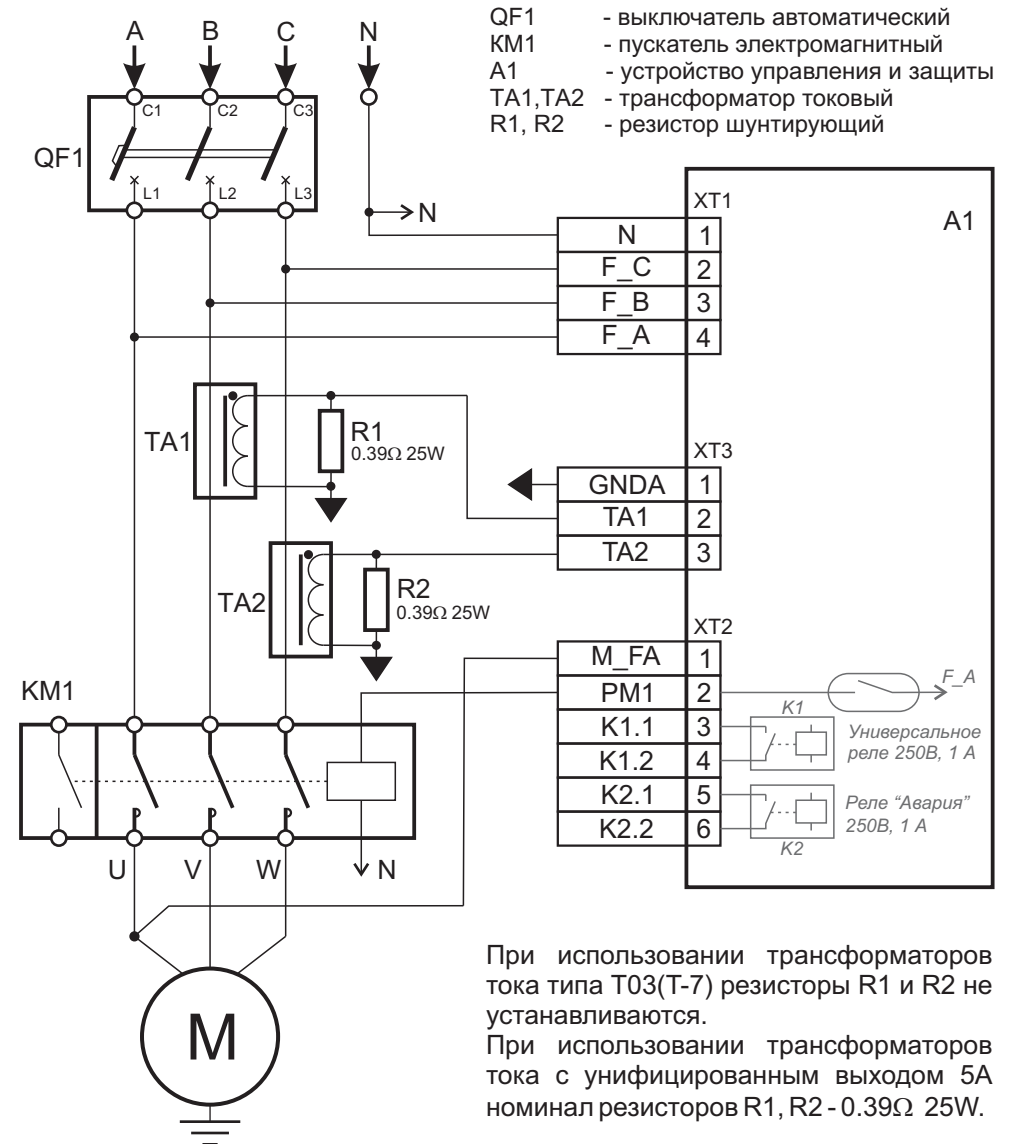 A B C N
QF1 - выключатель автоматический
KM1 - пускатель электромагнитный
A1 - устройство управления и защиты
TA1,TA2 - трансформатор токовый
R1, R2 - резистор шунтирующий
C1 C2 C3
QF1
L1 L2 L3
N
XT1
A1
N 1
F_C 2
F_B 3
F_A 4
TA1
R1
0.39Ω 25W
XT3
GNDA 1
TA1 2
TA2 3
TA2
R2
0.39Ω 25W
XT2
M_FA 1
PM1 2
F_A
KM1
K1
K1.1 3
K1.2 4
Универсальное
реле 250В, 1 А
K2.1 5
K2.2 6
Реле “Авария”
250В, 1 А
K2
U V W N
M
При использовании трансформаторов
тока типа Т03(Т-7) резисторы R1 и R2 не
устанавливаются.
При использовании трансформаторов
тока с унифицированным выходом 5А
номинал резисторов R1, R2 - 0.39Ω 25W.